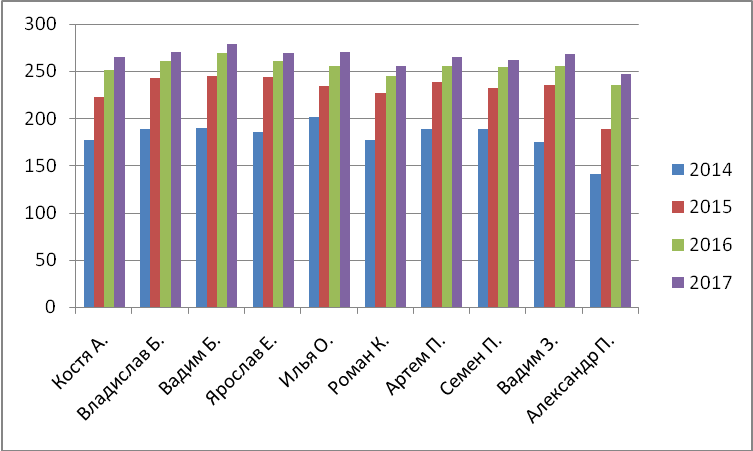 300
250
200
150
100
50
0
Костя А.
Владислав Б.
Вадим Б.
Ярослав Е.
Илья О.
Роман К.
Артем П.
Семен П.
Вадим З.
Александр П.
2014
2015
2016
2017